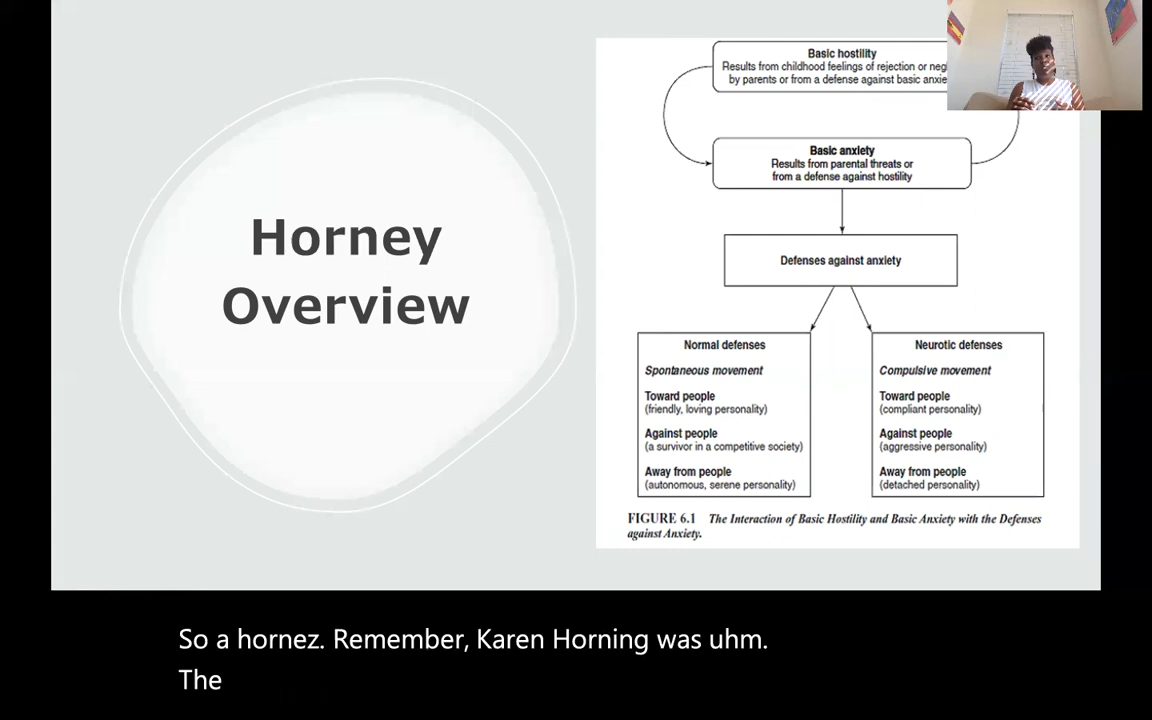 Horney
Overview
Basic hostility
Results from childhood feelings of rejection or
by parents or from a defense against basic
Basic anxiety
Results from parental threats or
from a defense against hostility
Defenses against anxiety
Normal defenses
Spontaneous movement
Toward people
(friendly, loving personality)
Against people
(a survivor in a competitive society)
Away from people
(autonomous, serene personality)
Neurotic defenses
Compulsive movement
Toward people
(compliant personality)
Against people
(aggressive personality)
Away from people
(detached personality)
FIGURE 6.1 The Interaction of Basic Hostility and Basic Anxiety with the Defenses
against Anxiety.
So a hornez. Remember, Karen Horning was uhm.
The